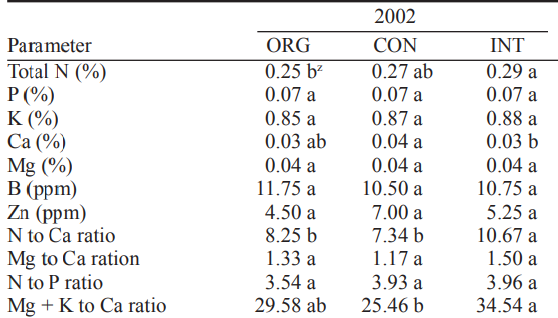 2002
Parameter ORG CON INT
Total N (%) 0.25 bᶻ 0.27 ab 0.29 a
P (%) 0.07 a 0.07 a 0.07 a
K (%) 0.85 a 0.87 a 0.88 a
Ca (%) 0.03 ab 0.04 a 0.03 b
Mg (%) 0.04 a 0.04 a 0.04 a
B (ppm) 11.75 a 10.50 a 10.75 a
Zn (ppm) 4.50 a 7.00 a 5.25 a
N to Ca ratio 8.25 b 7.34 b 10.67 a
Mg to Ca ration 1.33 a 1.17 a 1.50 a
N to P ratio 3.54 a 3.93 a 3.96 a
Mg + K to Ca ratio 29.58 ab 25.46 b 34.54 a